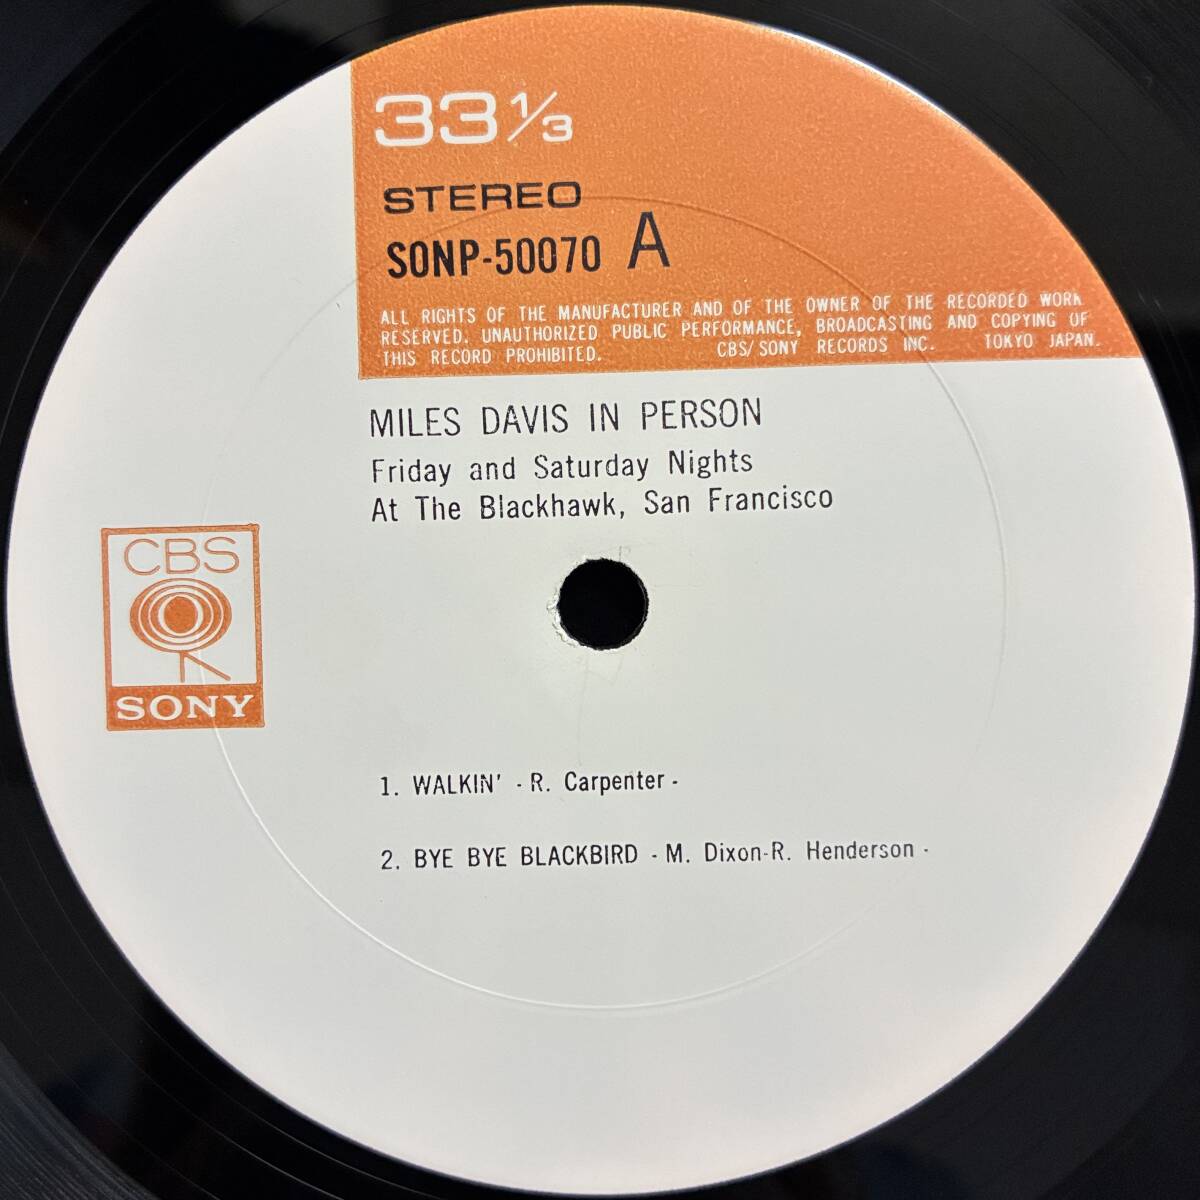 33 1/3
STEREO
SONP-50070 A
ALL RIGHTS OF THE MANUFACTURER AND OF THE OWNER OF THE RECORDED WORK
RESERVED. UNAUTHORIZED PUBLIC PERFORMANCE, BROADCASTING AND COPYING OF
THIS RECORD PROHIBITED. CBS/SONY RECORDS INC. TOKYO JAPAN.
MILES DAVIS IN PERSON
Friday and Saturday Nights
At The Blackhawk, San Francisco
CBS
SONY
1. WALKIN' - R. Carpenter -
2. BYE BYE BLACKBIRD - M. Dixon-R. Henderson -